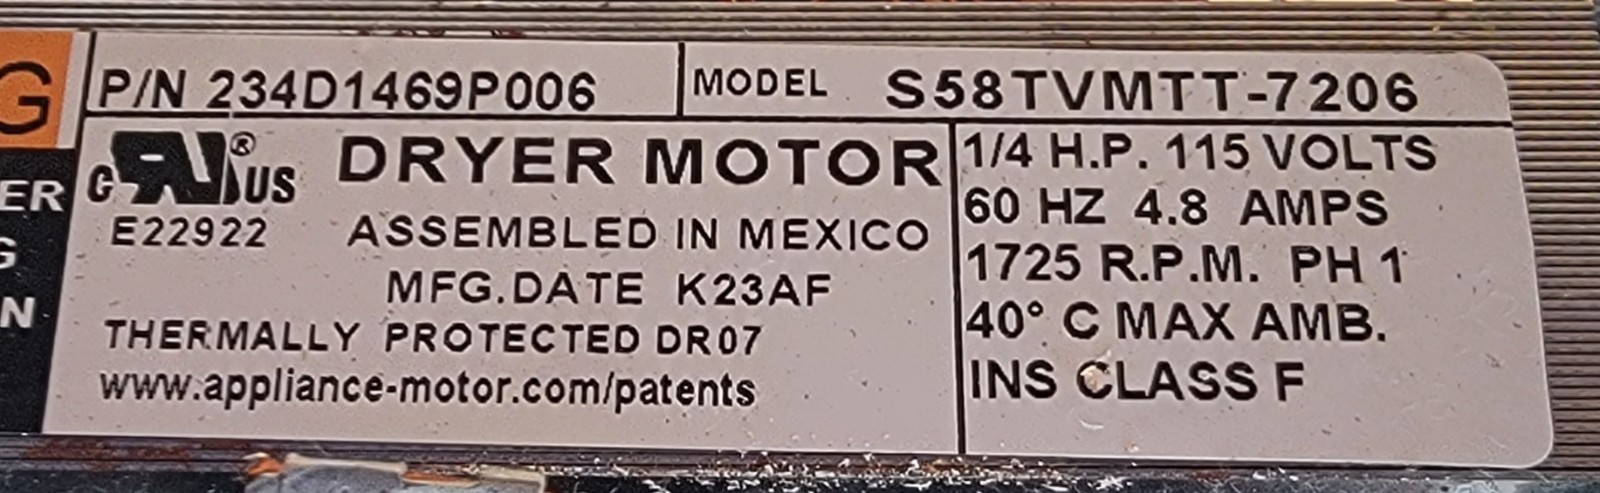 G
ER
G
N
P/N 234D1469P006
MODEL S58TVMTT-7206
C RU ® US
E22922
DRYER MOTOR
ASSEMBLED IN MEXICO
MFG.DATE K23AF
THERMALLY PROTECTED DR07
www.appliance-motor.com/patents
1/4 H.P. 115 VOLTS
60 HZ 4.8 AMPS
1725 R.P.M. PH 1
40° C MAX AMB.
INS CLASS F